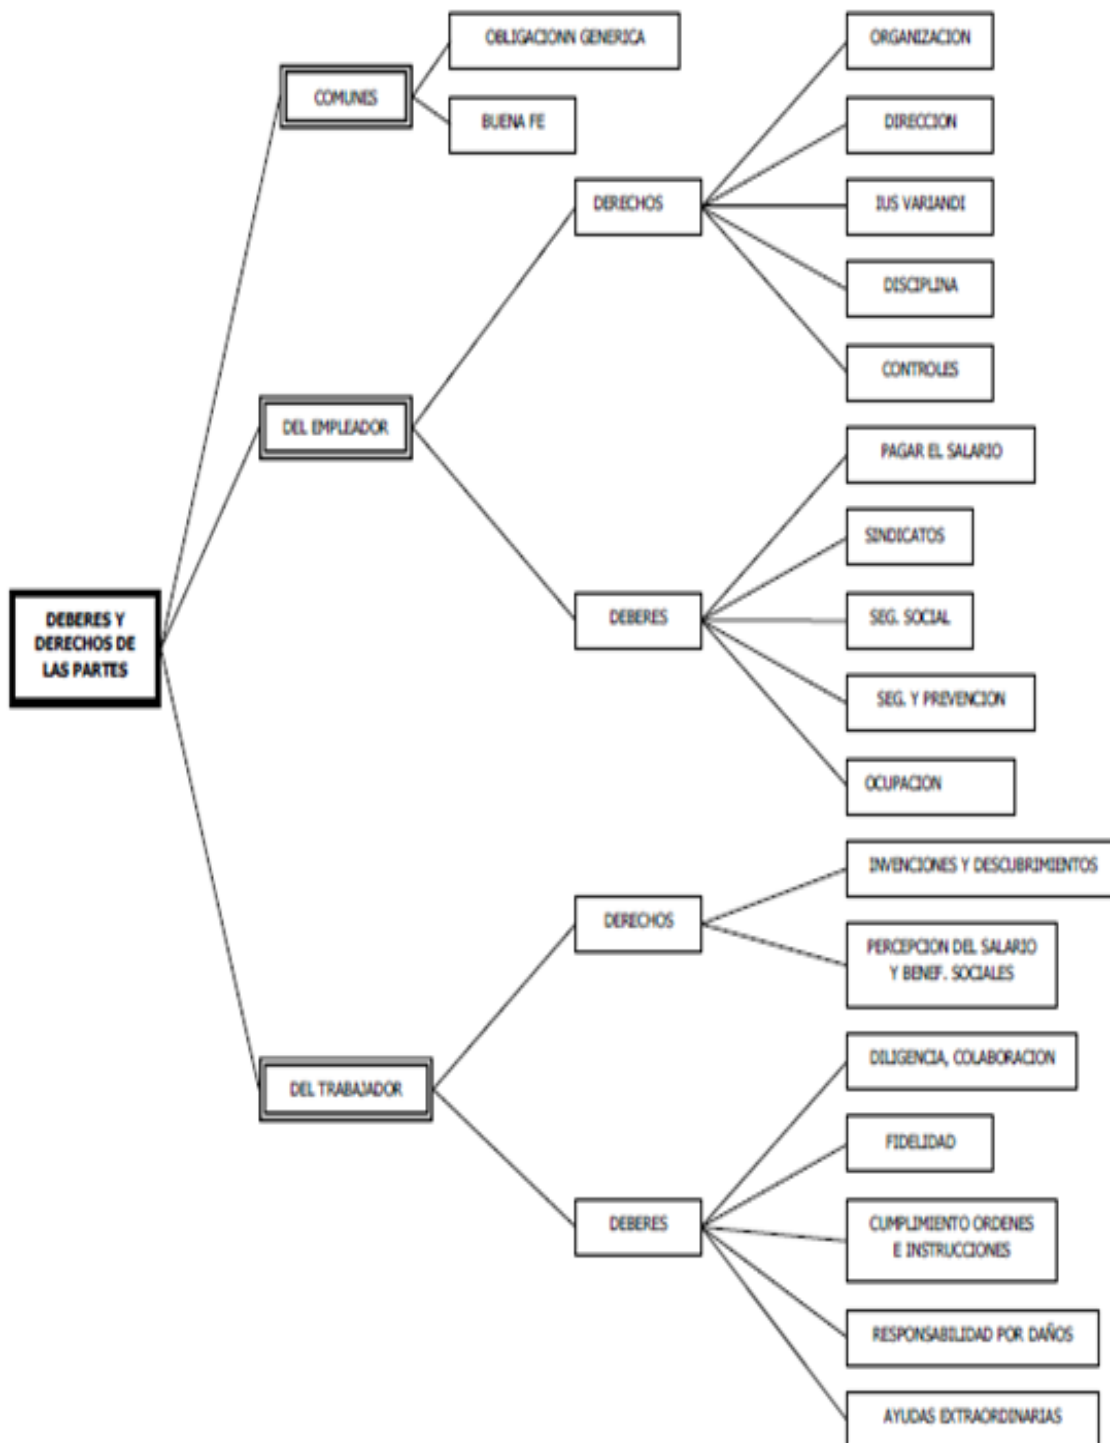 OBLIGACIONN GENERICA
COMUNES
BUENA FE
ORGANIZACION
DIRECCION
DERECHOS
IUS VARIANDI
DISCIPLINA
CONTROLES
DEL EMPLEADOR
PAGAR EL SALARIO
SINDICATOS
DEBERES
SEG. SOCIAL
SEG. Y PREVENCION
OCUPACION
DEBERES Y
DERECHOS DE
LAS PARTES
INVENCIONES Y DESCUBRIMIENTOS
DERECHOS
PERCEPCION DEL SALARIO
Y BENEF. SOCIALES
DEL TRABAJADOR
DILIGENCIA, COLABORACION
FIDELIDAD
DEBERES
CUMPLIMIENTO ORDENES
E INSTRUCCIONES
RESPONSABILIDAD POR DAÑOS
AYUDAS EXTRAORDINARIAS